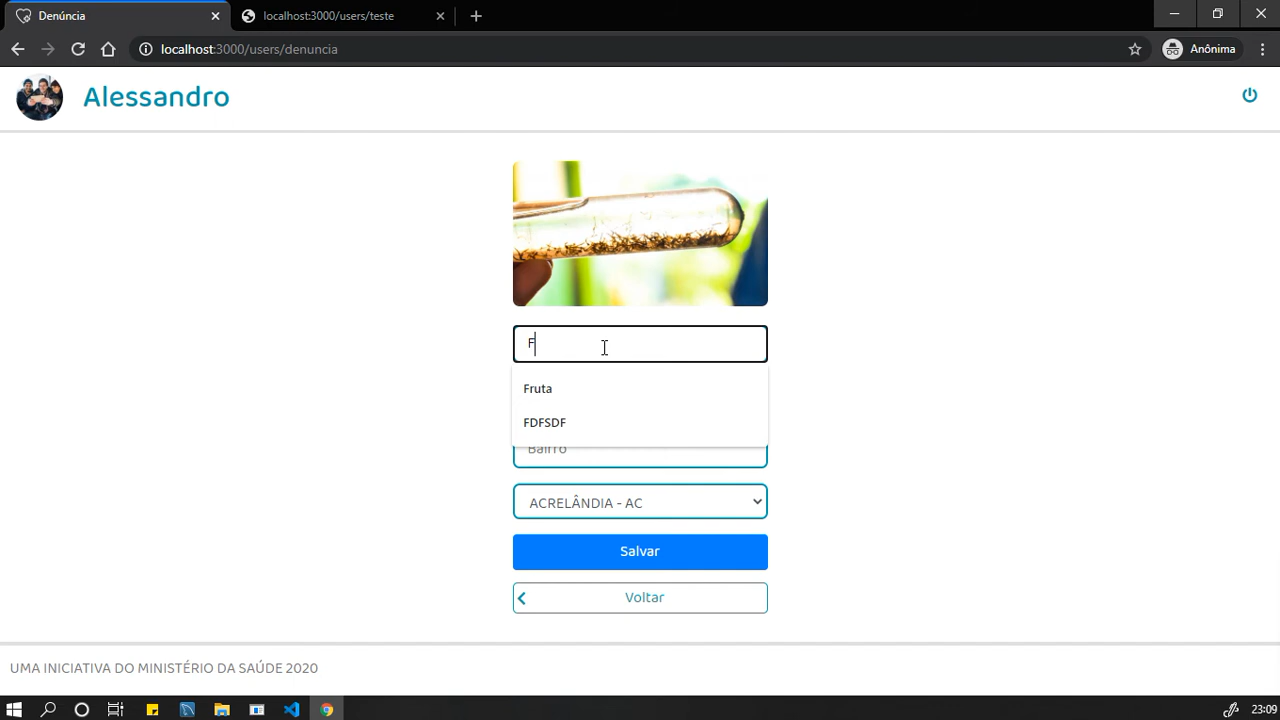 Denúncia
localhost:3000/users/teste
localhost:3000/users/denuncia
Anônima
Alessandro
F
Fruta
FDFSDF
Bairro
ACRELÂNDIA - AC
Salvar
Voltar
UMA INICIATIVA DO MINISTÉRIO DA SAÚDE 2020
23:09